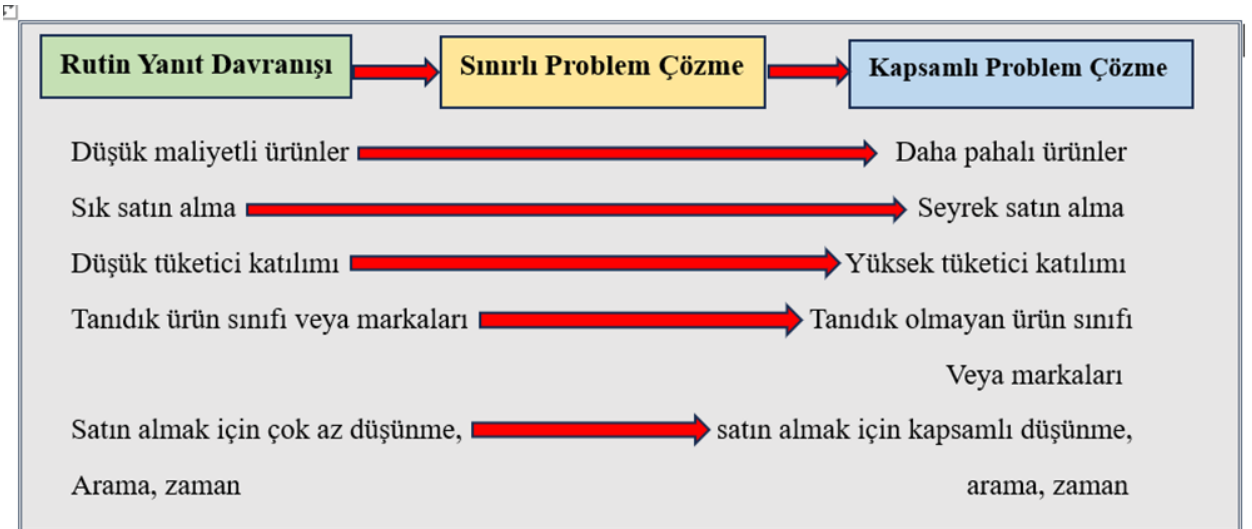 Rutin Yanıt Davranışı Sınırlı Problem Çözme Kapsamlı Problem Çözme
Düşük maliyetli ürünler Daha pahalı ürünler
Sık satın alma Seyrek satın alma
Düşük tüketici katılımı Yüksek tüketici katılımı
Tanıdık ürün sınıfı veya markaları Tanıdık olmayan ürün sınıfı
Veya markaları
Satın almak için çok az düşünme, satın almak için kapsamlı düşünme,
Arama, zaman arama, zaman